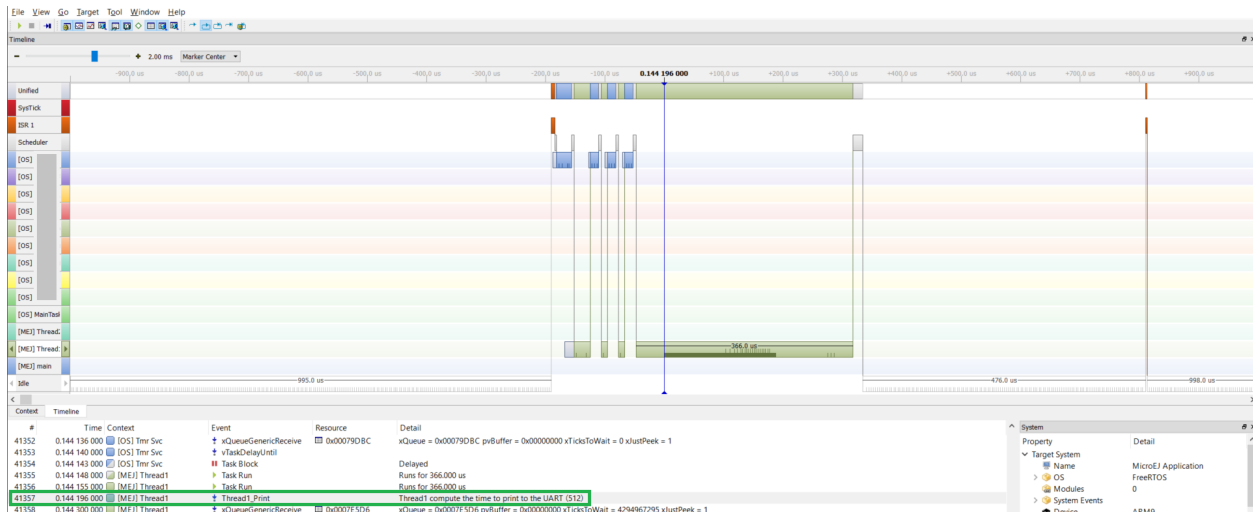 File View Go Target Tool Window Help
Timeline
- + 2.00 ms Marker Center
-900,0 us -800,0 us -700,0 us -600,0 us -500,0 us -400,0 us -300,0 us -200,0 us -100,0 us 0.144 196 000 +100,0 us +200,0 us +300,0 us +400,0 us +500,0 us +600,0 us +700,0 us +800,0 us +900,0 us
Unified
SysTick
ISR 1
Scheduler
[OS]
[OS]
[OS]
[OS]
[OS]
[OS]
[OS]
[OS]
[OS]
[OS] MainTask
[MEJ] Thread2
[MEJ] Thread: 366.0 us
[MEJ] main
Idle 995.0 us 476.0 us 998.0 us
Context Timeline
# Time Context Event Resource Detail
41352 0.144 136 000 [OS] Tmr Svc xQueueGenericReceive 0x00079DBC xQueue = 0x00079DBC pvBuffer = 0x00000000 xTicksToWait = 0 xJustPeek = 1
41353 0.144 140 000 [OS] Tmr Svc vTaskDelayUntil
41354 0.144 143 000 [OS] Tmr Svc Task Block Delayed
41355 0.144 148 000 [MEJ] Thread1 Task Run Runs for 366.000 us
41356 0.144 155 000 [MEJ] Thread1 Task Run Runs for 366.000 us
41357 0.144 196 000 [MEJ] Thread1 Thread1_Print Thread1 compute the time to print to the UART (512)
41358 0.144 300 000 [MEJ] Thread1 xQueueGenericReceive 0x0007E5D6 xQueue = 0x0007E5D6 pvBuffer = 0x00000000 xTicksToWait = 4294967295 xJustPeek = 1
System
Property Detail
Target System
Name MicroEJ Application
OS FreeRTOS
Modules 0
System Events
Device ARM9